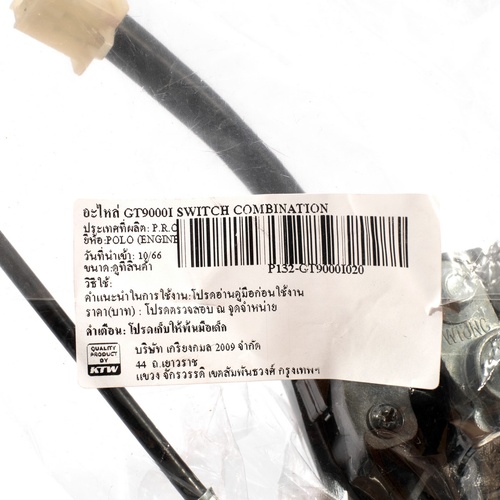 อะไหล่ GT9000I SWITCH COMBINATION
ประเทศที่ผลิต: P.R.C
ยี่ห้อ:POLO (ENGINE
วันที่นำเข้า: 10/66
ขนาด:ดูที่สินค้า
P132-GT9000I020
วิธีใช้:
คำแนะนำในการใช้งาน:โปรดอ่านคู่มือก่อนใช้งาน
ราคา(บาท) : โปรดตรวจสอบ ณ จุดจำหน่าย
คำเตือน: โปรดเก็บให้พ้นมือเด็ก
QUALITY
PRODUCT
BY
KTW
บริษัท เกรียงกมล 2009 จำกัด
44 ถ.เยาวราช
แขวง จักรวรรดิ เขตสัมพันธวงศ์ กรุงเทพฯ